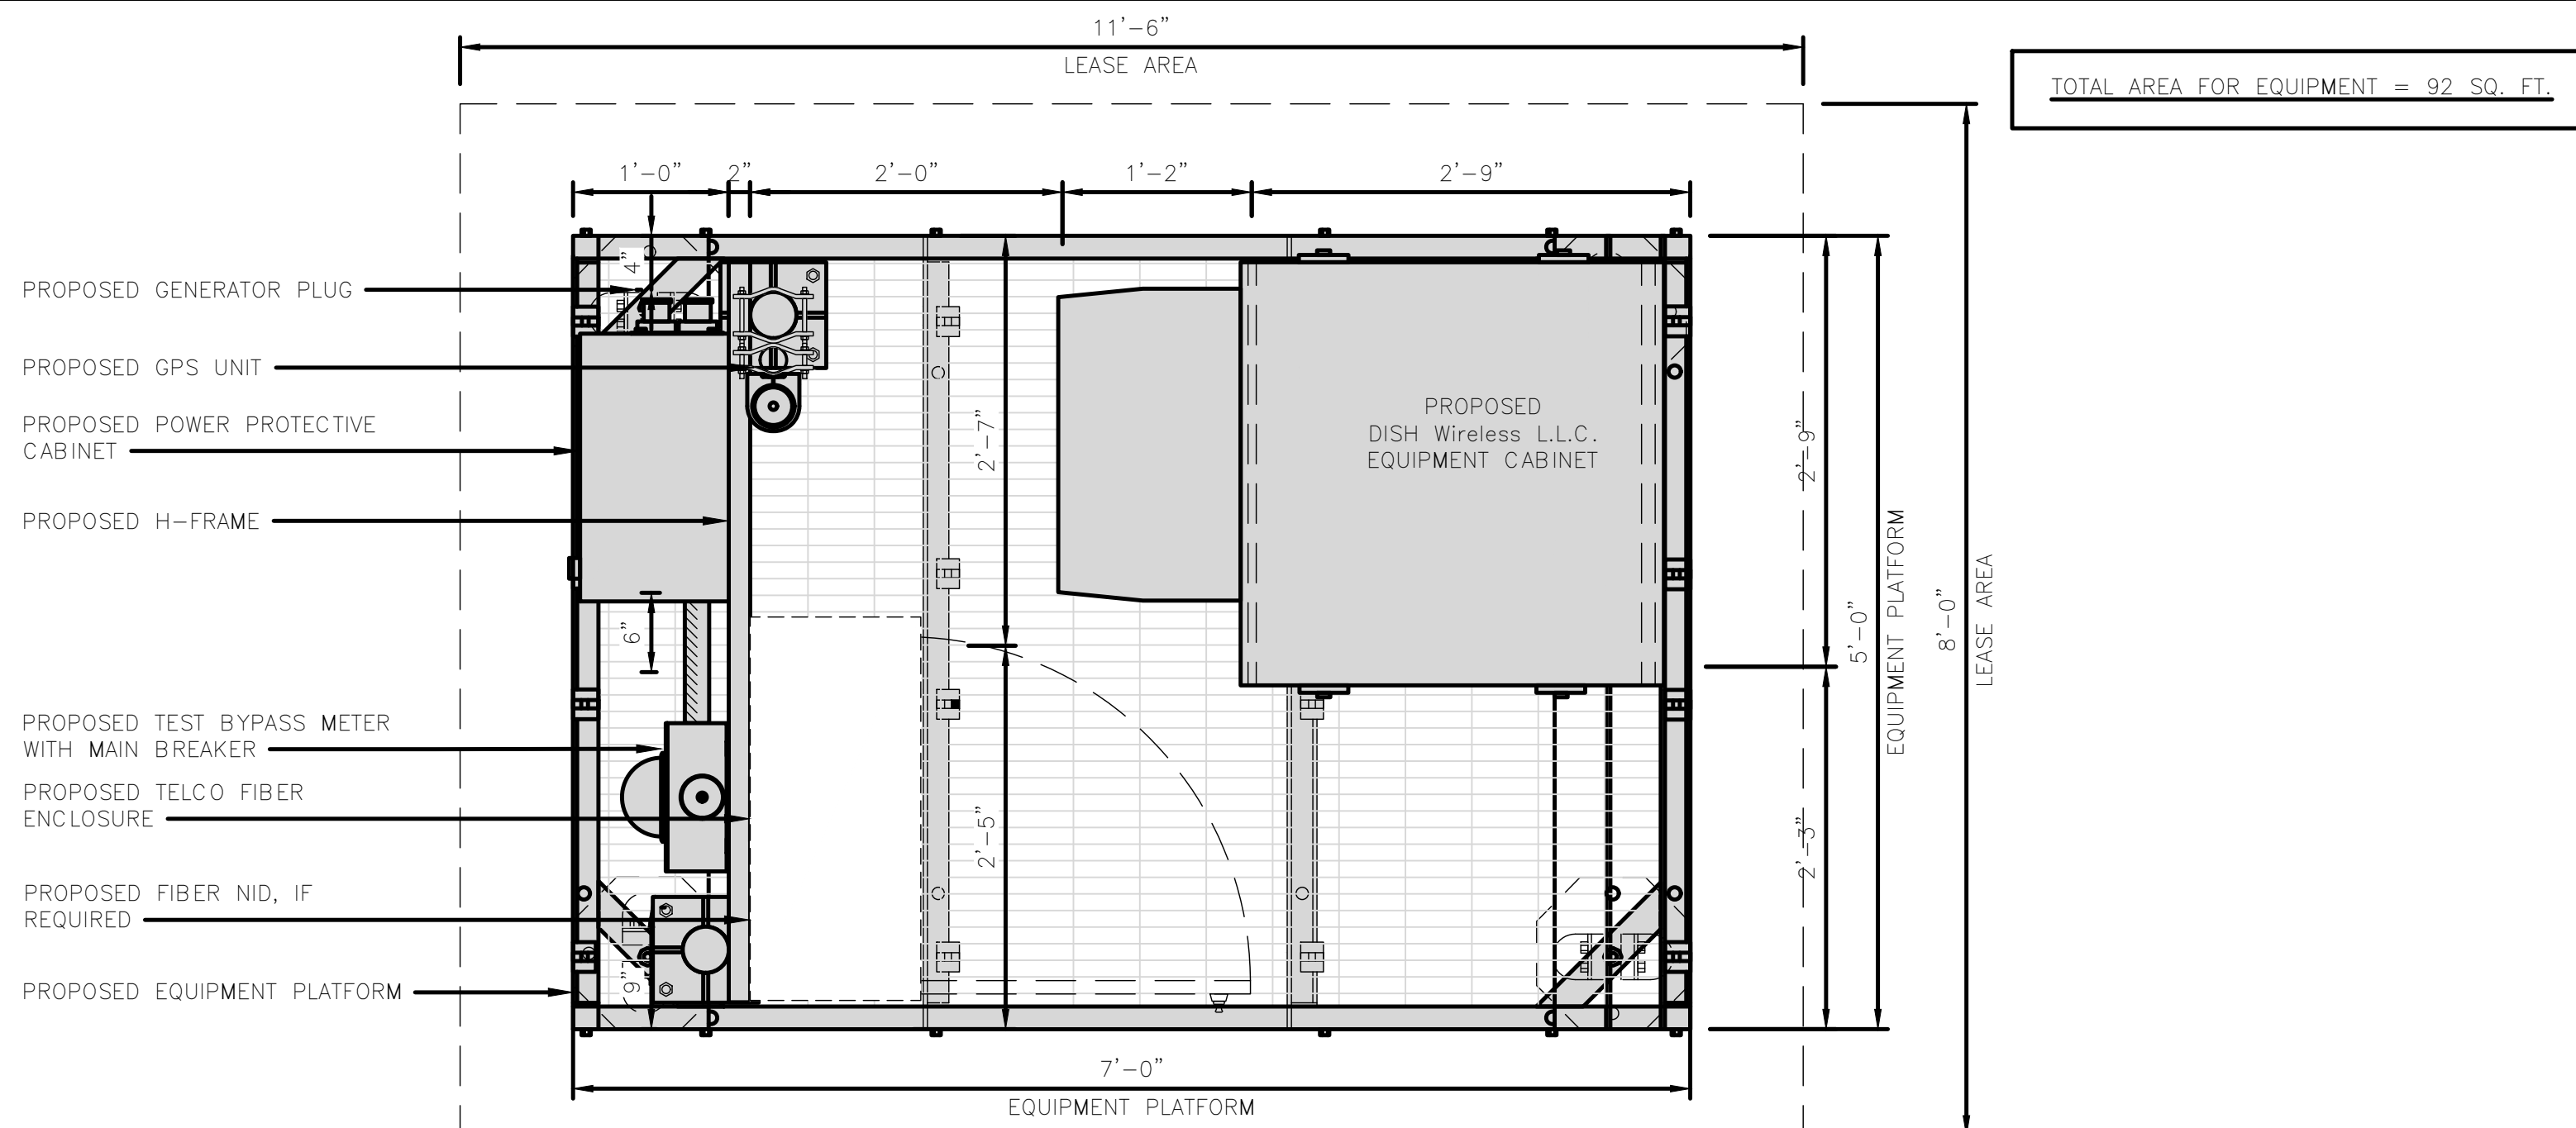 11'-6"
LEASE AREA
TOTAL AREA FOR EQUIPMENT = 92 SQ. FT.
1'-0"
2"
2'-0"
1'-2"
2'-9"
4"
PROPOSED GENERATOR PLUG
PROPOSED GPS UNIT
PROPOSED POWER PROTECTIVE
CABINET
PROPOSED H-FRAME
6"
PROPOSED TEST BYPASS METER
WITH MAIN BREAKER
PROPOSED TELCO FIBER
ENCLOSURE
PROPOSED FIBER NID, IF
REQUIRED
PROPOSED EQUIPMENT PLATFORM
9"
2'-7"
2'-5"
PROPOSED
DISH Wireless L.L.C.
EQUIPMENT CABINET
2'-9"
2'-3"
5'-0"
EQUIPMENT PLATFORM
8'-0"
LEASE AREA
7'-0"
EQUIPMENT PLATFORM